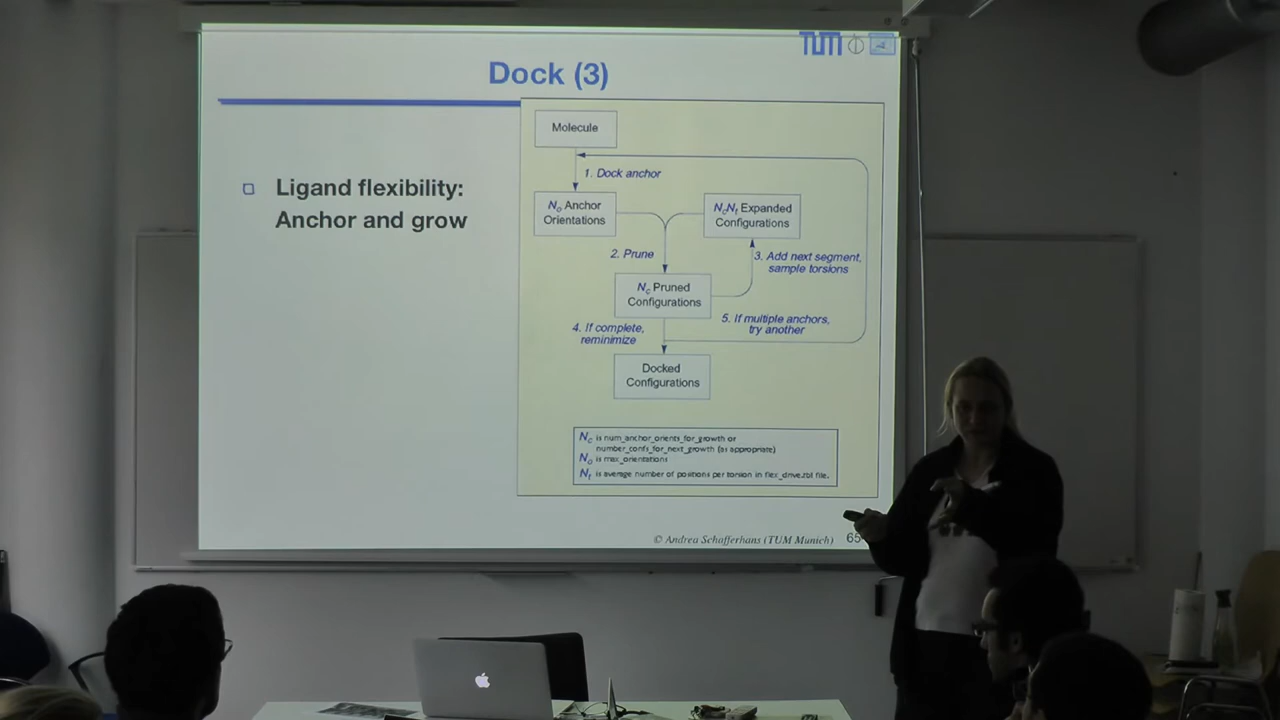 TUM
Dock (3)
Ligand flexibility:
Anchor and grow
Molecule
1. Dock anchor
No Anchor
Orientations
NcNt Expanded
Configurations
2. Prune
3. Add next segment,
sample torsions
Nc Pruned
Configurations
4. If complete,
reminimize
5. If multiple anchors,
try another
Docked
Configurations
Nc is num_anchor_orients_for_growth or
number_confs_for_next_growth (as appropriate)
No is max_orientations
Nt is average number of positions per torsion in flex_drive.tbl file.
© Andrea Schafferhans (TUM Munich)
65